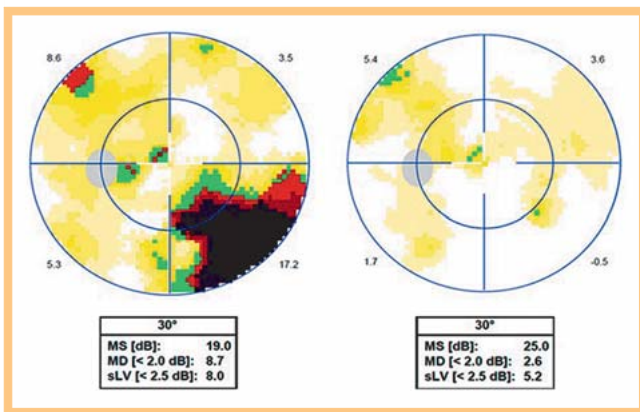 8.6
3.5
5.3
17.2
30°
MS [dB]: 19.0
MD [< 2.0 dB]: 8.7
sLV [< 2.5 dB]: 8.0
5.4
3.6
1.7
-0.5
30°
MS [dB]: 25.0
MD [< 2.0 dB]: 2.6
sLV [< 2.5 dB]: 5.2